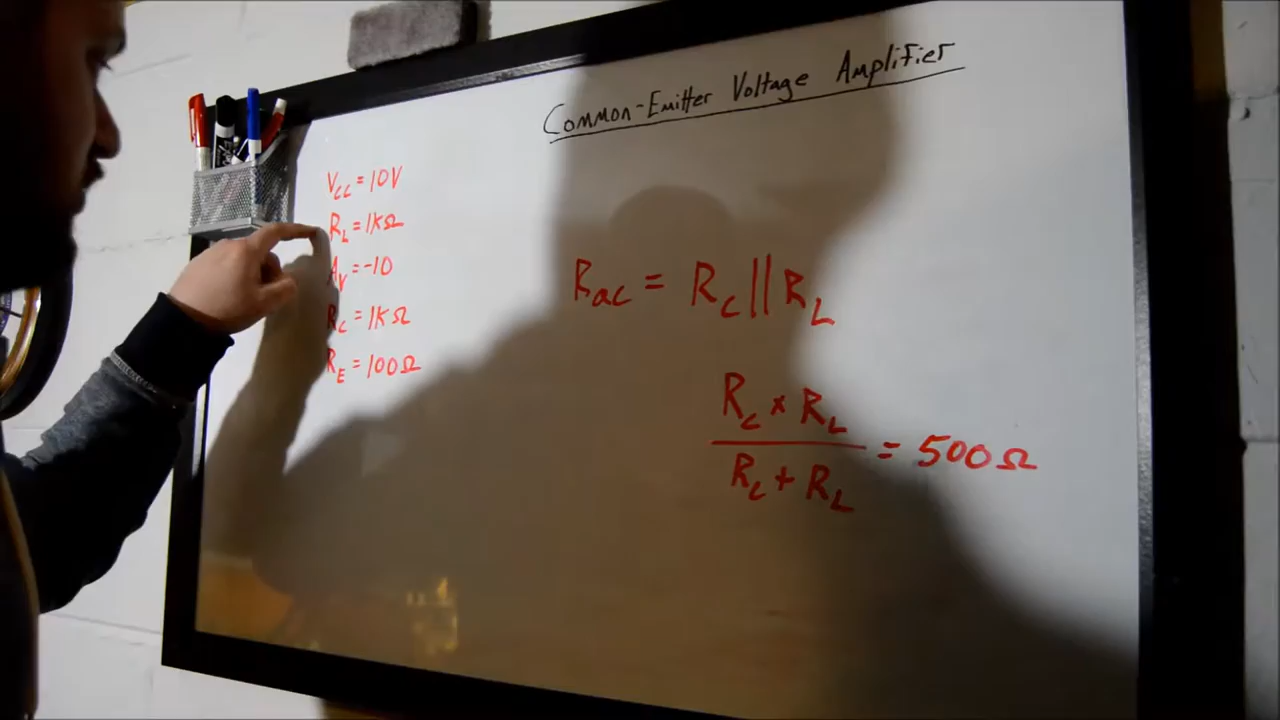 Common-Emitter Voltage Amplifier
VCC = 10V
RL = 1kΩ
AV = -10
RC = 1kΩ
RE = 100Ω
Rac = RC || RL
RC × RL
RC + RL
= 500Ω